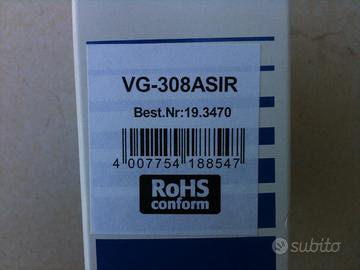 VG-308ASIR
Best.Nr:19.3470
4 007754 188547
RoHS
conform
subito